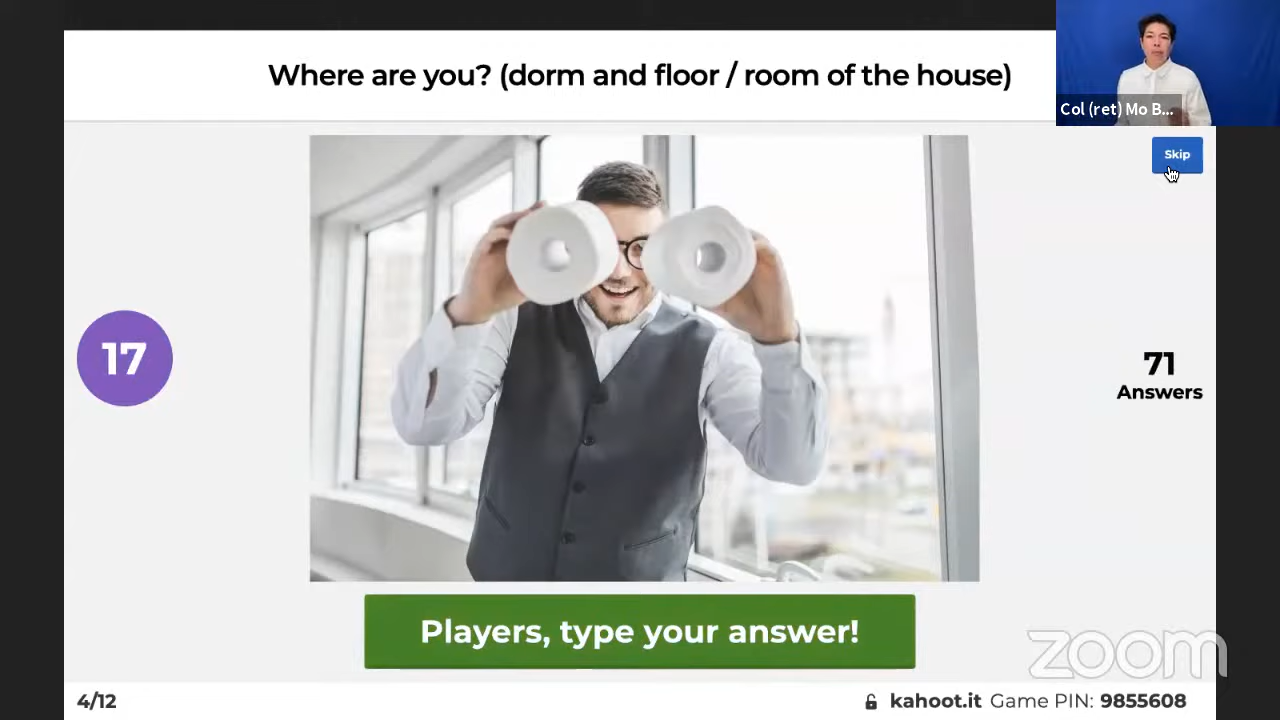 Where are you? (dorm and floor / room of the house)
Col (ret) Mo B...
Skip
17
71
Answers
Players, type your answer!
zoom
4/12
kahoot.it Game PIN: 9855608